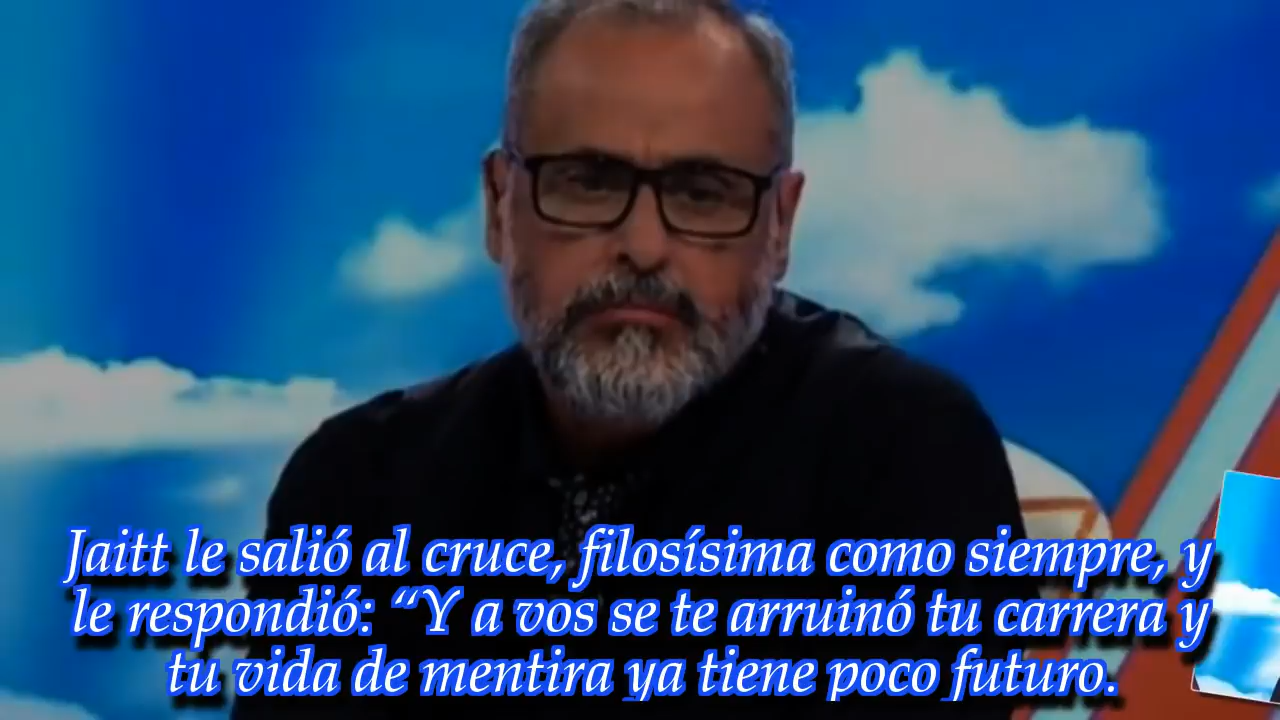 Jaitt le salió al cruce, filosísima como siempre, y
le respondió: “Y a vos se te arruinó tu carrera y
tu vida de mentira ya tiene poco futuro.